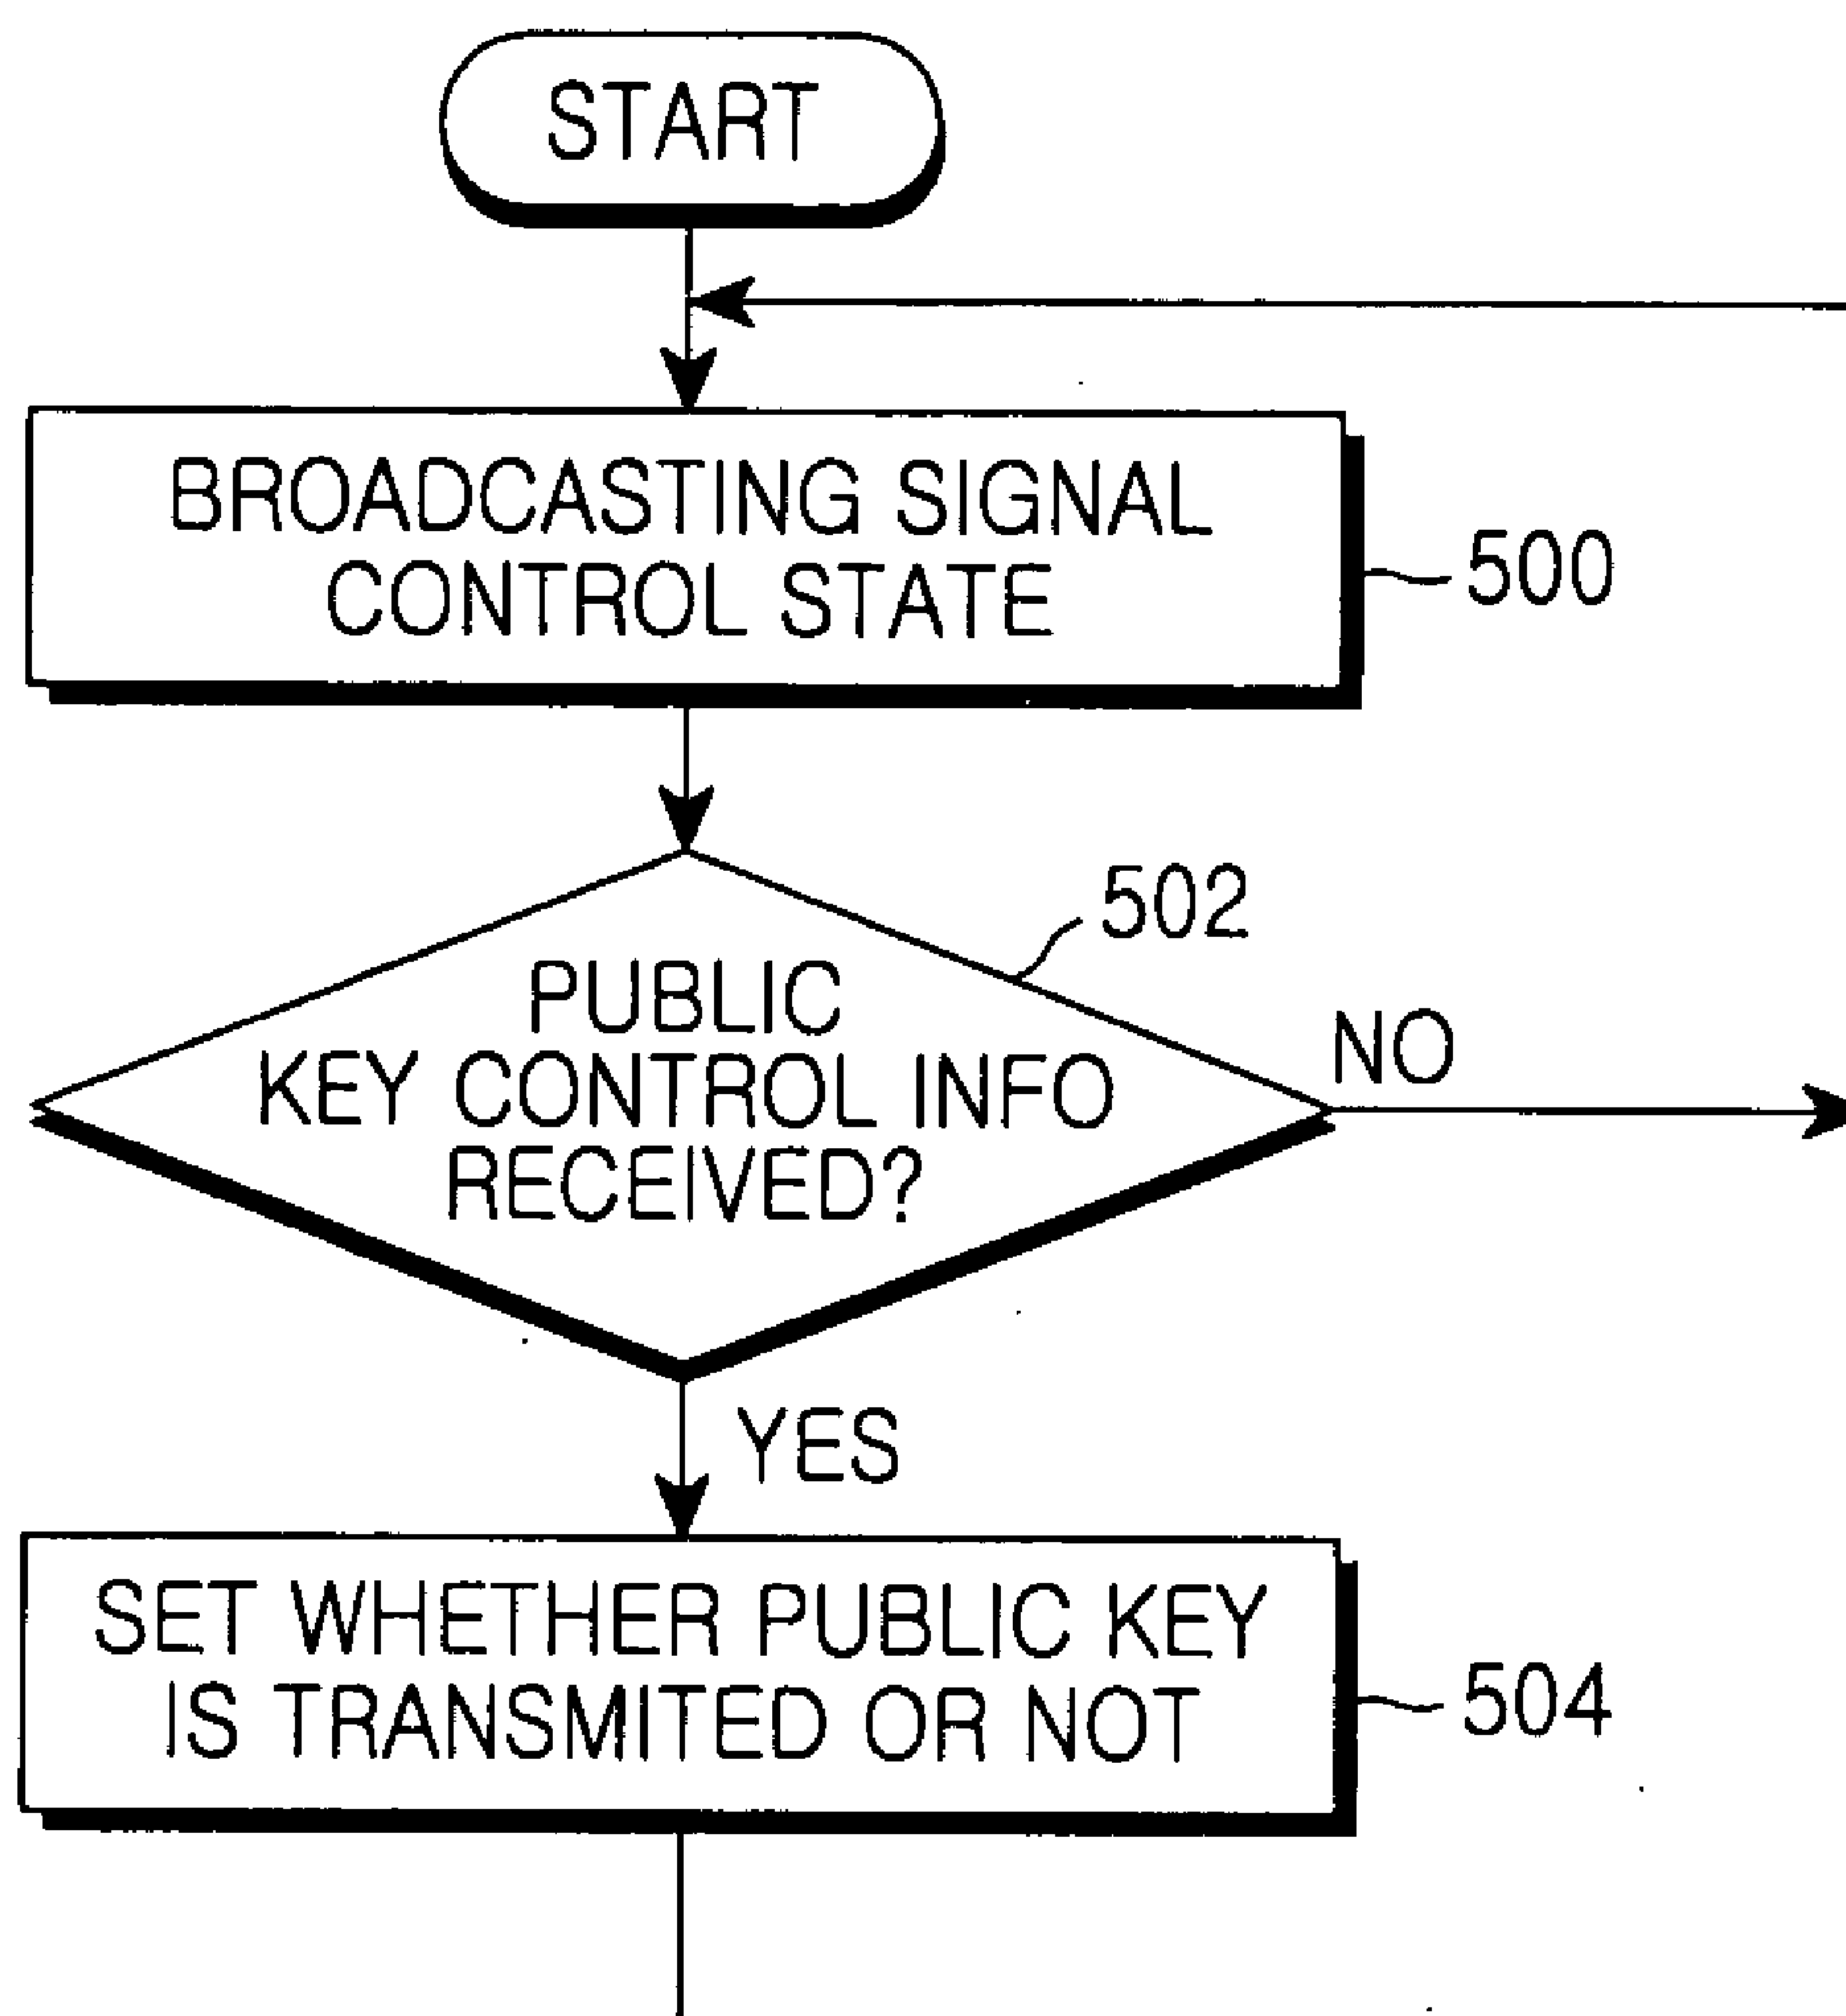 START
BROADCASTING SIGNAL
CONTROL STATE
500
502
PUBLIC
KEY CONTROL INFO
RECEIVED?
NO
YES
SET WHETHER PUBLIC KEY
IS TRANSMITED OR NOT
504